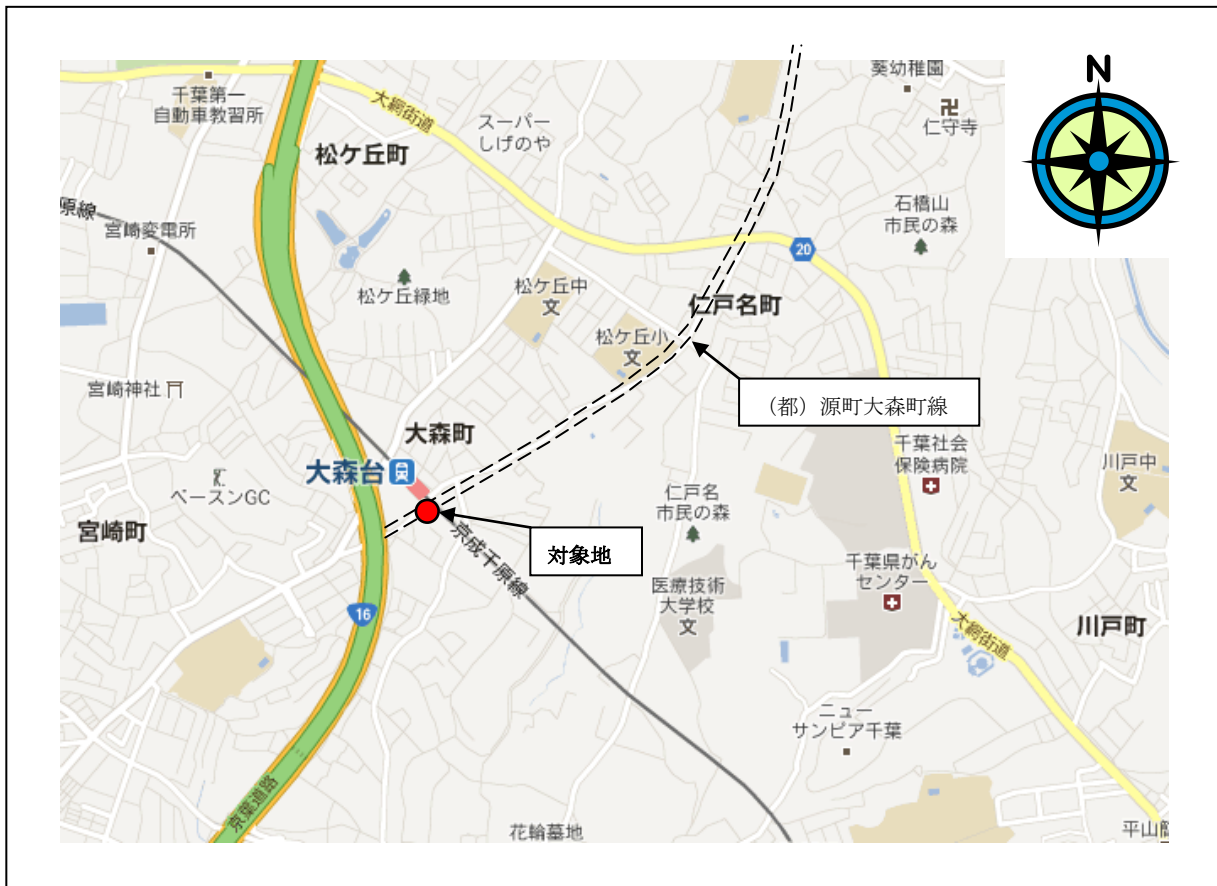 N
葵幼稚園
卍
仁守寺
千葉第一
自動車教習所
大網街道
スーパー
しげのや
松ケ丘町
石橋山
市民の森
原線
宮崎変電所
20
松ケ丘緑地
松ケ丘中
文
仁戸名町
松ケ丘小
文
宮崎神社
(都)源町大森町線
大森町
千葉社会
保険病院
川戸中
文
大森台
ベースンGC
仁戸名
市民の森
宮崎町
対象地
京成千原線
千葉県がん
センター
医療技術
大学校
文
16
大網街道
川戸町
ニュー
サンピア千葉
京葉道路
花輪墓地
平山